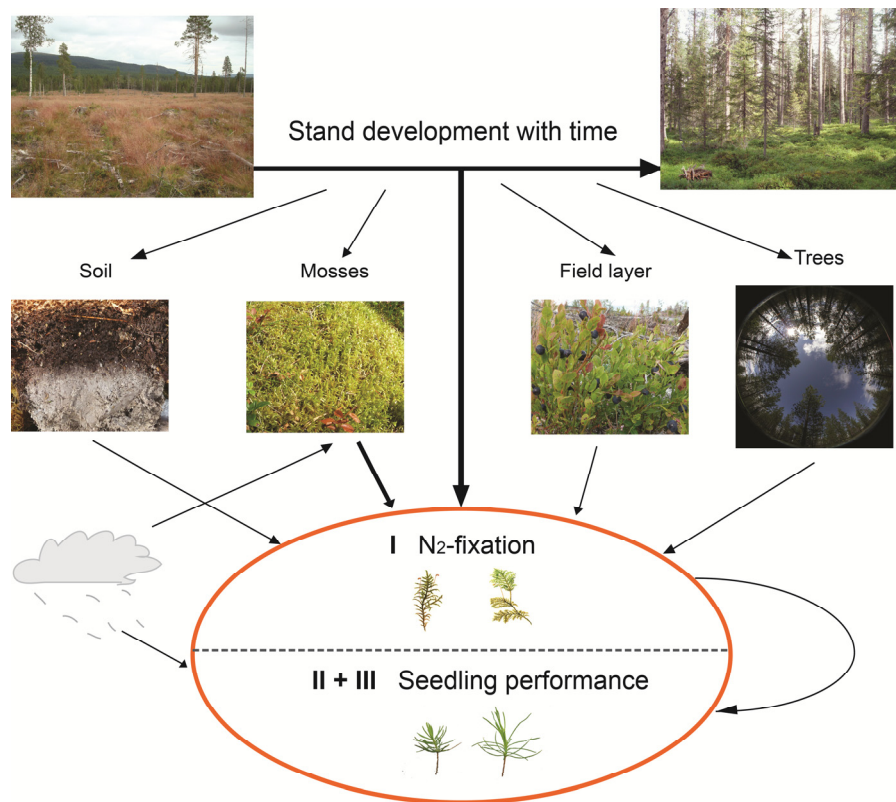 Stand development with time
Soil
Mosses
Field layer
Trees
I N₂-fixation
II + III Seedling performance